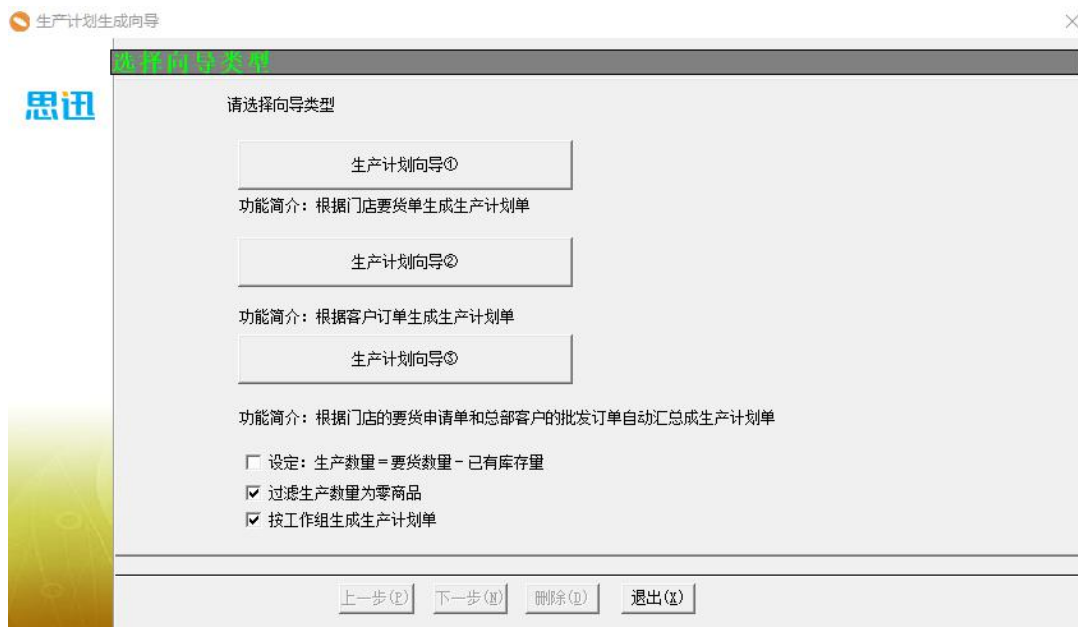 生产计划生成向导
选择向导类型
思迅
请选择向导类型
生产计划向导①
功能简介：根据门店要货单生成生产计划单
生产计划向导②
功能简介：根据客户订单生成生产计划单
生产计划向导③
功能简介：根据门店的要货申请单和总部客户的批发订单自动汇总成生产计划单
设定：生产数量=要货数量-已有库存量
过滤生产数量为零商品
按工作组生成生产计划单
上一步(P) 下一步(N) 删除(D) 退出(X)